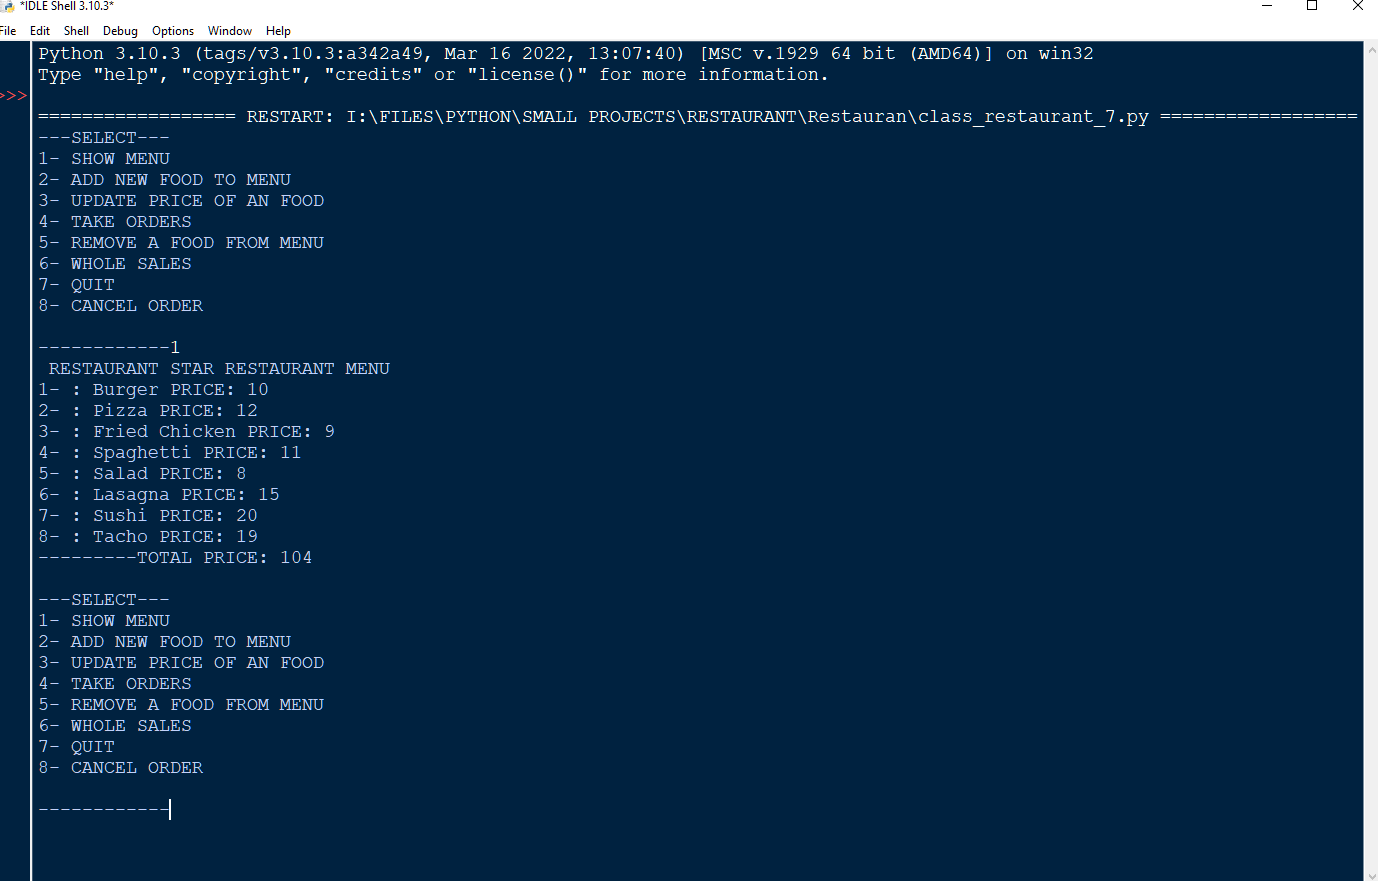 *IDLE Shell 3.10.3*
File Edit Shell Debug Options Window Help
Python 3.10.3 (tags/v3.10.3:a342a49, Mar 16 2022, 13:07:40) [MSC v.1929 64 bit (AMD64)] on win32
Type "help", "copyright", "credits" or "license()" for more information.
>>>
================== RESTART: I:\FILES\PYTHON\SMALL PROJECTS\RESTAURANT\Restauran\class_restaurant_7.py ==================
---SELECT---
1- SHOW MENU
2- ADD NEW FOOD TO MENU
3- UPDATE PRICE OF AN FOOD
4- TAKE ORDERS
5- REMOVE A FOOD FROM MENU
6- WHOLE SALES
7- QUIT
8- CANCEL ORDER
------------1
RESTAURANT STAR RESTAURANT MENU
1- : Burger PRICE: 10
2- : Pizza PRICE: 12
3- : Fried Chicken PRICE: 9
4- : Spaghetti PRICE: 11
5- : Salad PRICE: 8
6- : Lasagna PRICE: 15
7- : Sushi PRICE: 20
8- : Tacho PRICE: 19
---------TOTAL PRICE: 104
---SELECT---
1- SHOW MENU
2- ADD NEW FOOD TO MENU
3- UPDATE PRICE OF AN FOOD
4- TAKE ORDERS
5- REMOVE A FOOD FROM MENU
6- WHOLE SALES
7- QUIT
8- CANCEL ORDER
------------